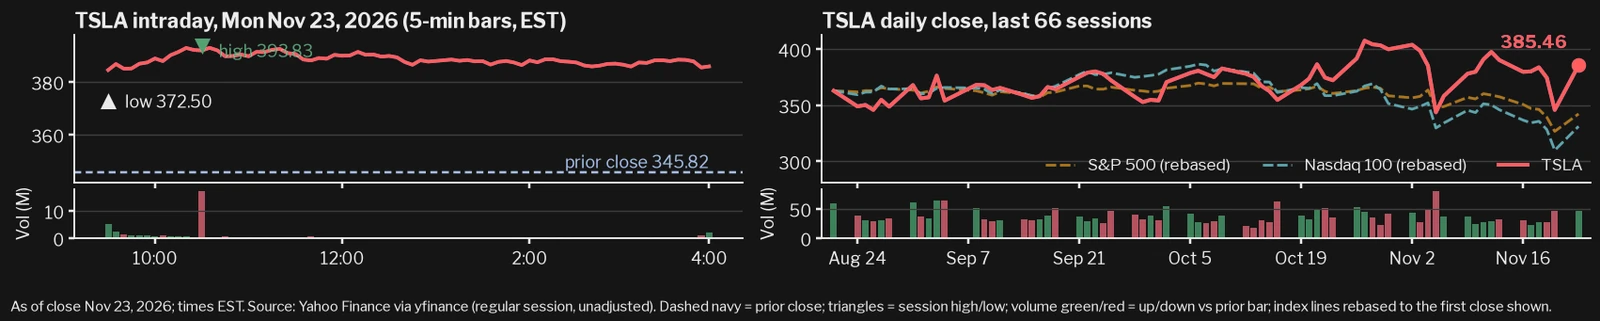 TSLA intraday, Mon Nov 23, 2026 (5-min bars, EST)
high 393.83
380
low 372.50
360
prior close 345.82
Vol (M)
10
0
10:00 12:00 2:00 4:00
TSLA daily close, last 66 sessions
400
385.46
350
300
S&P 500 (rebased) Nasdaq 100 (rebased) TSLA
Vol (M)
50
0
Aug 24 Sep 7 Sep 21 Oct 5 Oct 19 Nov 2 Nov 16
As of close Nov 23, 2026; times EST. Source: Yahoo Finance via yfinance (regular session, unadjusted). Dashed navy = prior close; triangles = session high/low; volume green/red = up/down vs prior bar; index lines rebased to the first close shown.